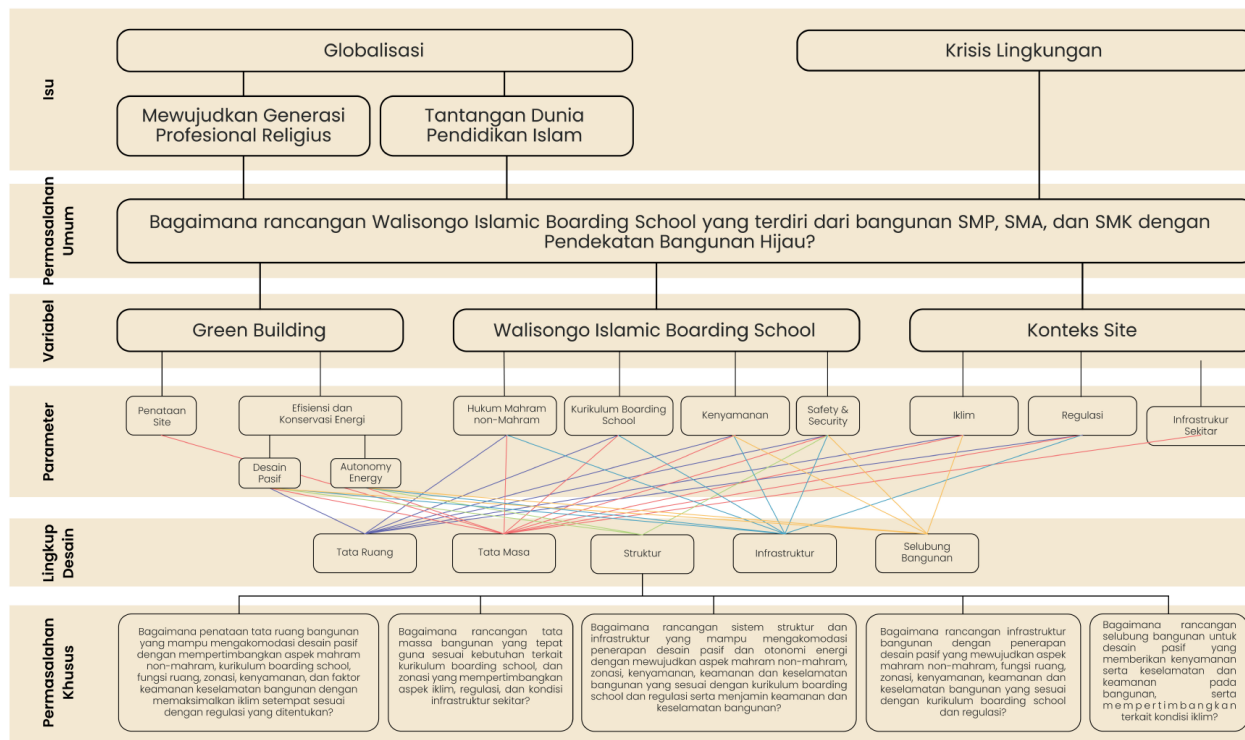 Isu
Globalisasi
Krisis Lingkungan
Mewujudkan Generasi
Profesional Religius
Tantangan Dunia
Pendidikan Islam
Permasalahan
Umum
Bagaimana rancangan Walisongo Islamic Boarding School yang terdiri dari bangunan SMP, SMA, dan SMK dengan
Pendekatan Bangunan Hijau?
Variabel
Green Building
Walisongo Islamic Boarding School
Konteks Site
Parameter
Penataan
Site
Efisiensi dan
Konservasi Energi
Hukum Mahram
non-Mahram
Kurikulum Boarding
School
Kenyamanan
Safety &
Security
Iklim
Regulasi
Infrastrukur
Sekitar
Desain
Pasif
Autonomy
Energy
Lingkup
Desain
Tata Ruang
Tata Masa
Struktur
Infrastruktur
Selubung
Bangunan
Permasalahan
Khusus
Bagaimana penataan tata ruang bangunan
yang mampu mengakomodasi desain pasif
dengan mempertimbangkan aspek mahram
non-mahram, kurikulum boarding school,
fungsi ruang, zonasi, kenyamanan, dan faktor
keamanan keselamatan bangunan dengan
memaksimalkan iklim setempat sesuai
dengan regulasi yang ditentukan?
Bagaimana rancangan tata
massa bangunan yang tepat
guna sesuai kebutuhan terkait
kurikulum boarding school, dan
zonasi yang mempertimbangkan
aspek iklim, regulasi, dan kondisi
infrastruktur sekitar?
Bagaimana rancangan sistem struktur dan
infrastruktur yang mampu mengakomodasi
penerapan desain pasif dan otonomi energi
dengan mewujudkan aspek mahram non-mahram,
zonasi, kenyamanan, keamanan dan keselamatan
bangunan yang sesuai dengan kurikulum boarding
school dan regulasi serta menjamin keamanan dan
keselamatan bangunan?
Bagaimana rancangan infrastruktur
bangunan dengan penerapan
desain pasif yang mewujudkan aspek
mahram non-mahram, fungsi ruang,
zonasi, kenyamanan, keamanan dan
keselamatan bangunan yang sesuai
dengan kurikulum boarding school
dan regulasi?
Bagaimana rancangan
selubung bangunan untuk
desain pasif yang
memberikan kenyamanan
serta keselamatan dan
keamanan pada
bangunan, serta
mempertimbangkan
terkait kondisi iklim?